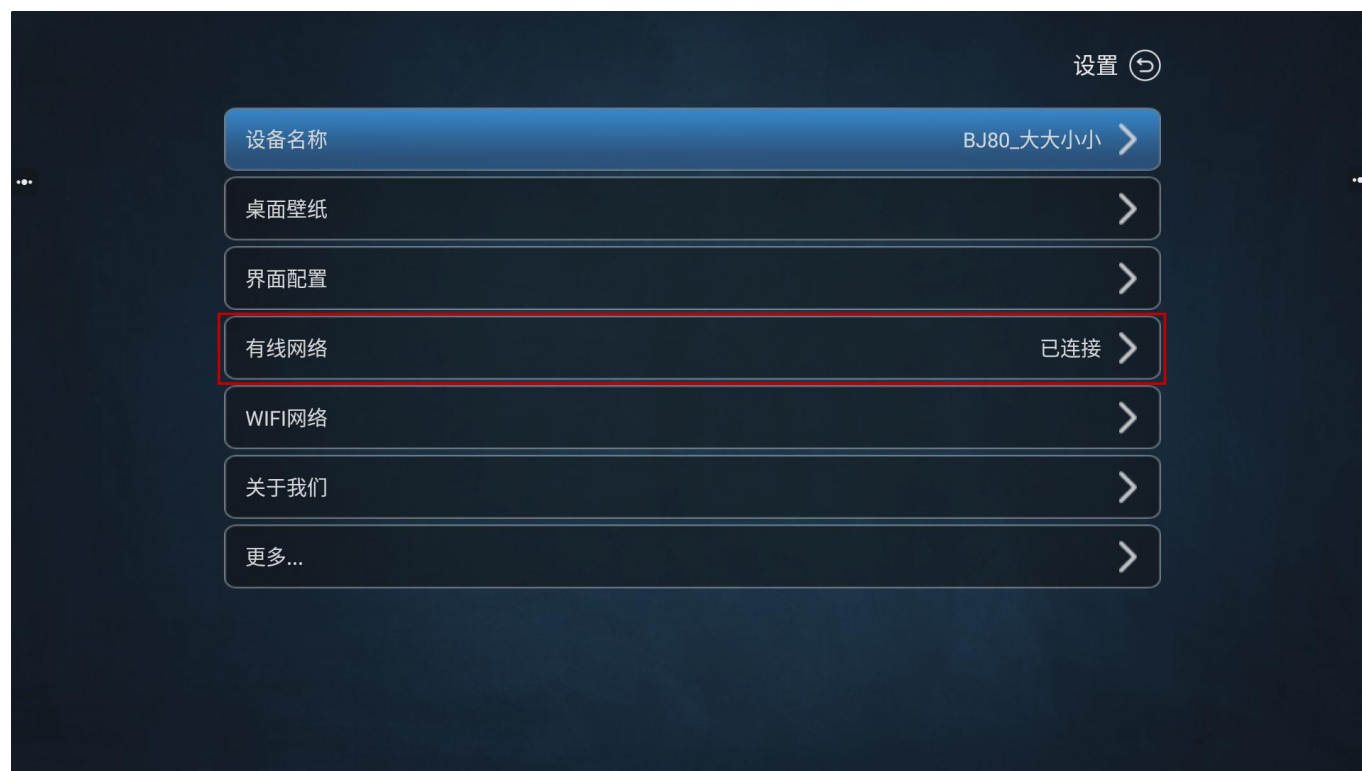 设置
设备名称 BJ80_大大小小
桌面壁纸
界面配置
有线网络 已连接
WIFI网络
关于我们
更多...